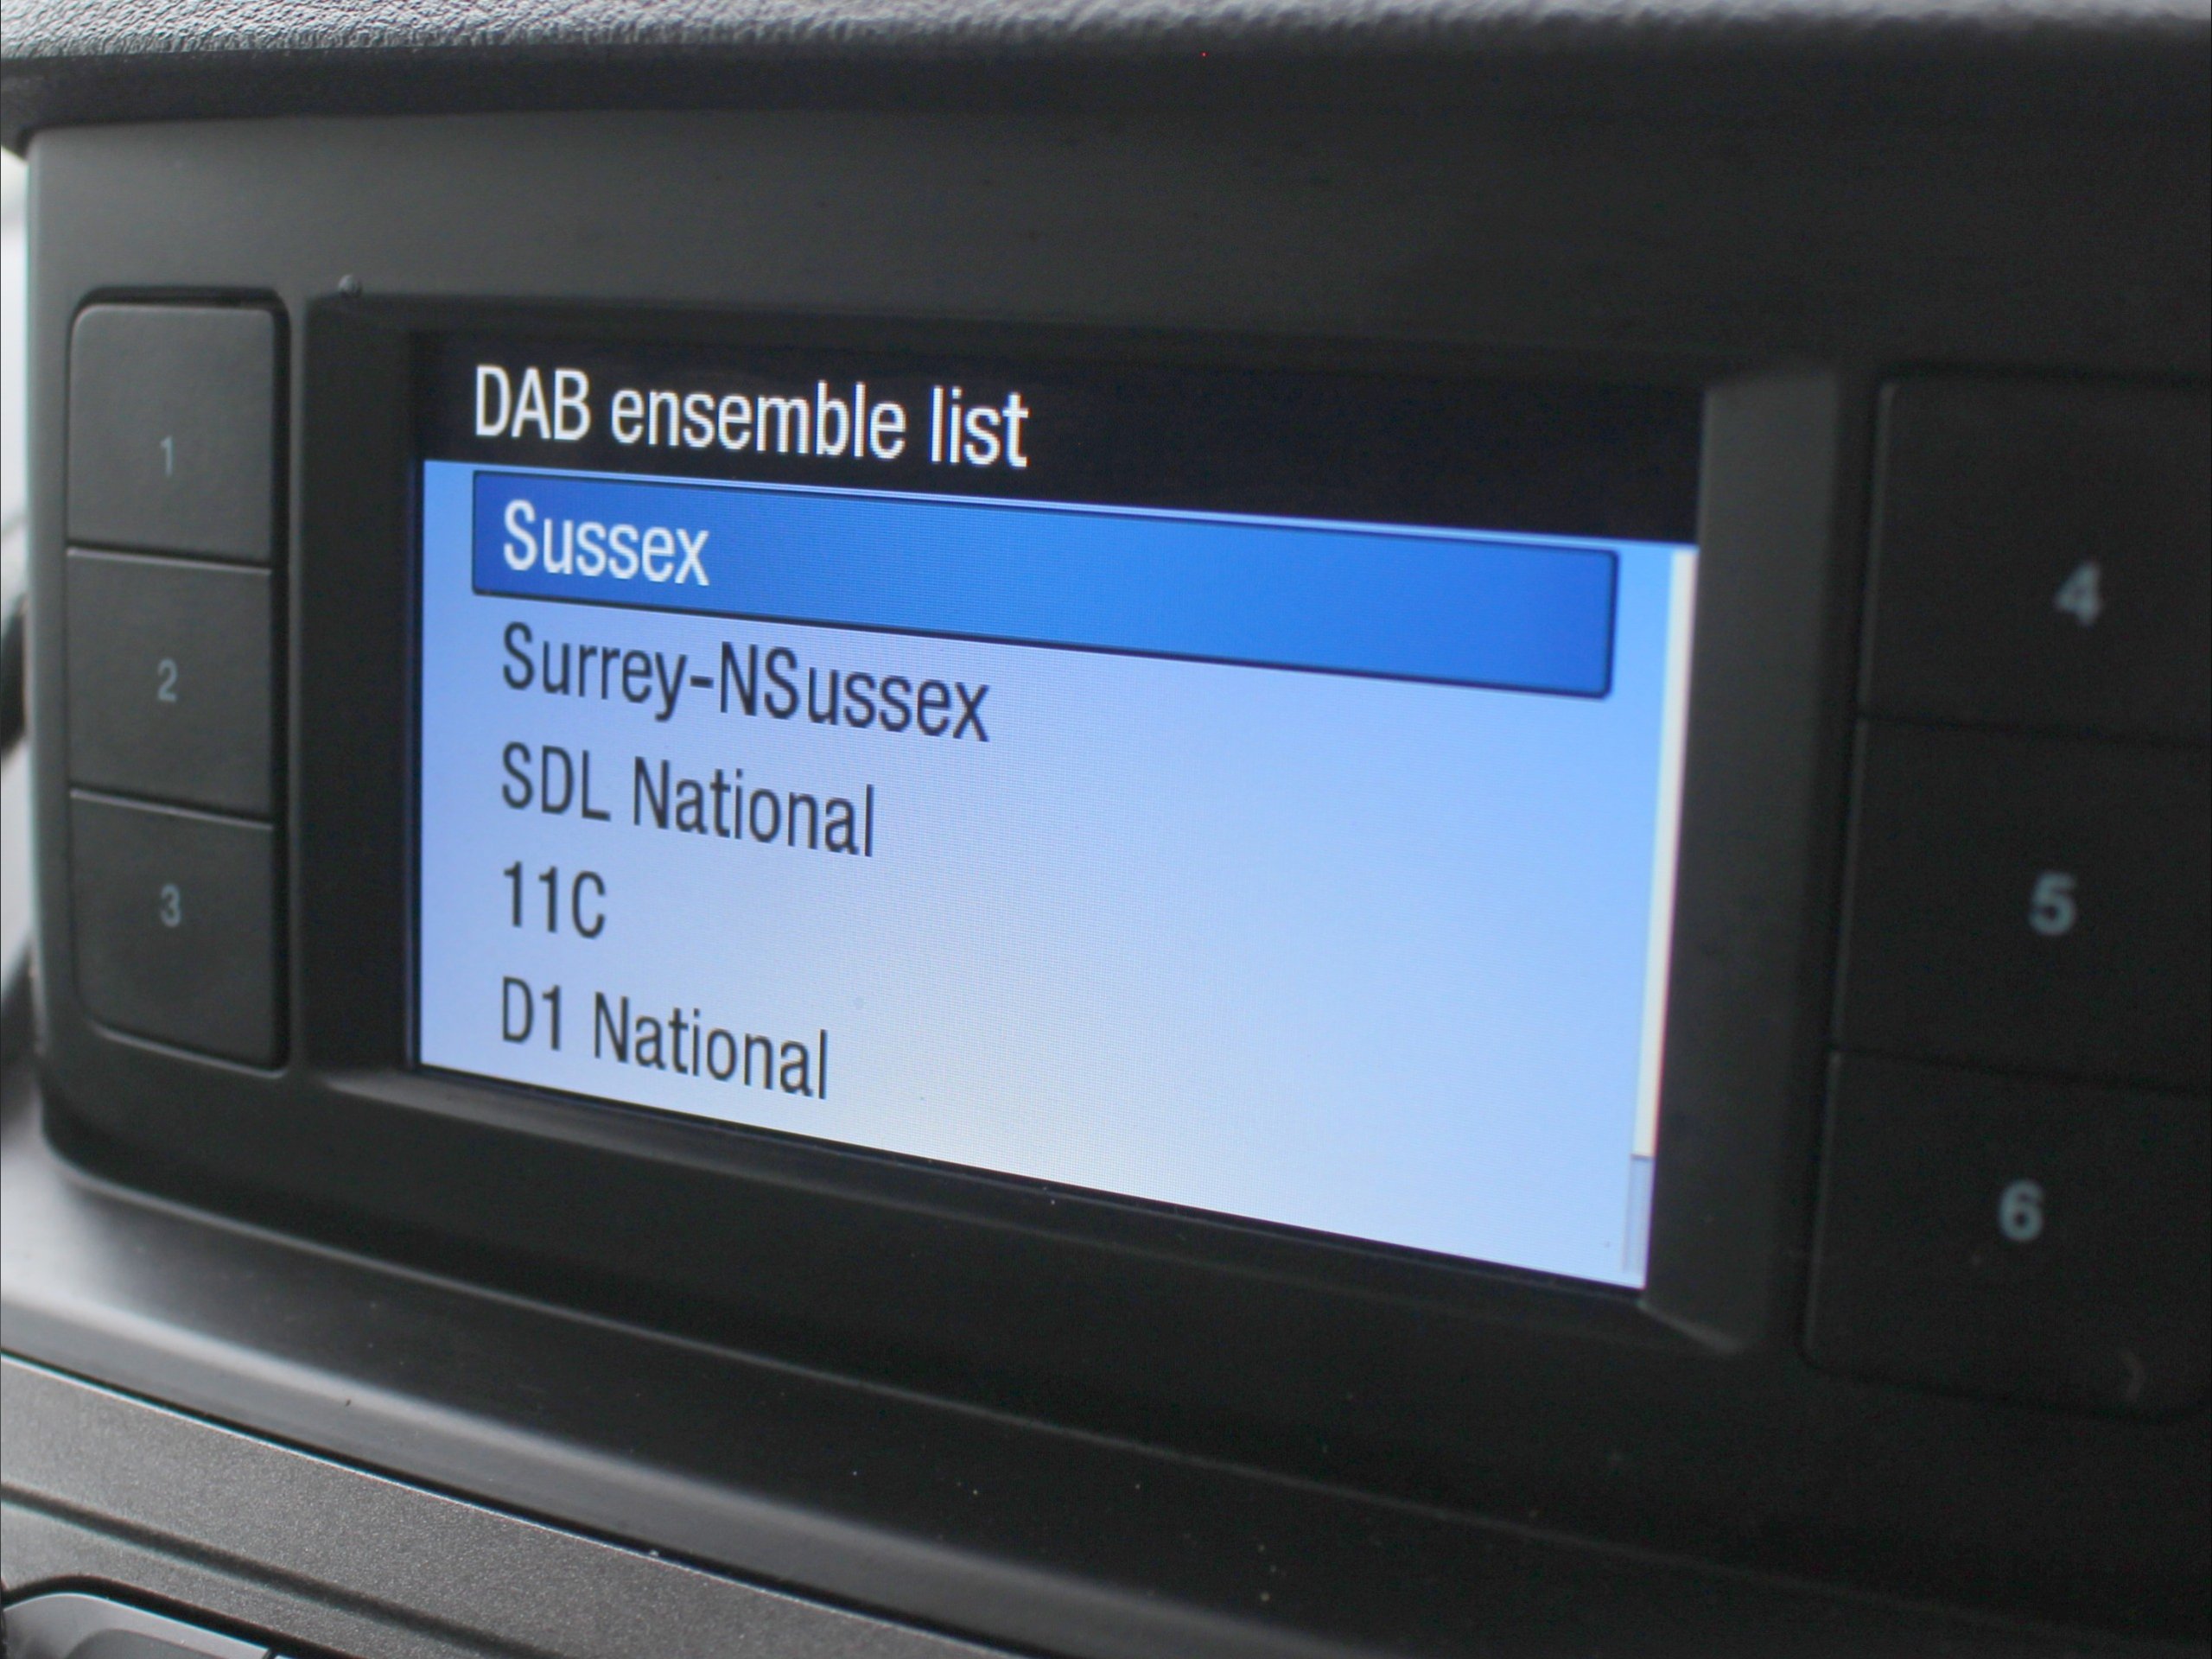 DAB ensemble list
Sussex
Surrey-NSussex
SDL National
11C
D1 National
1
2
3
4
5
6